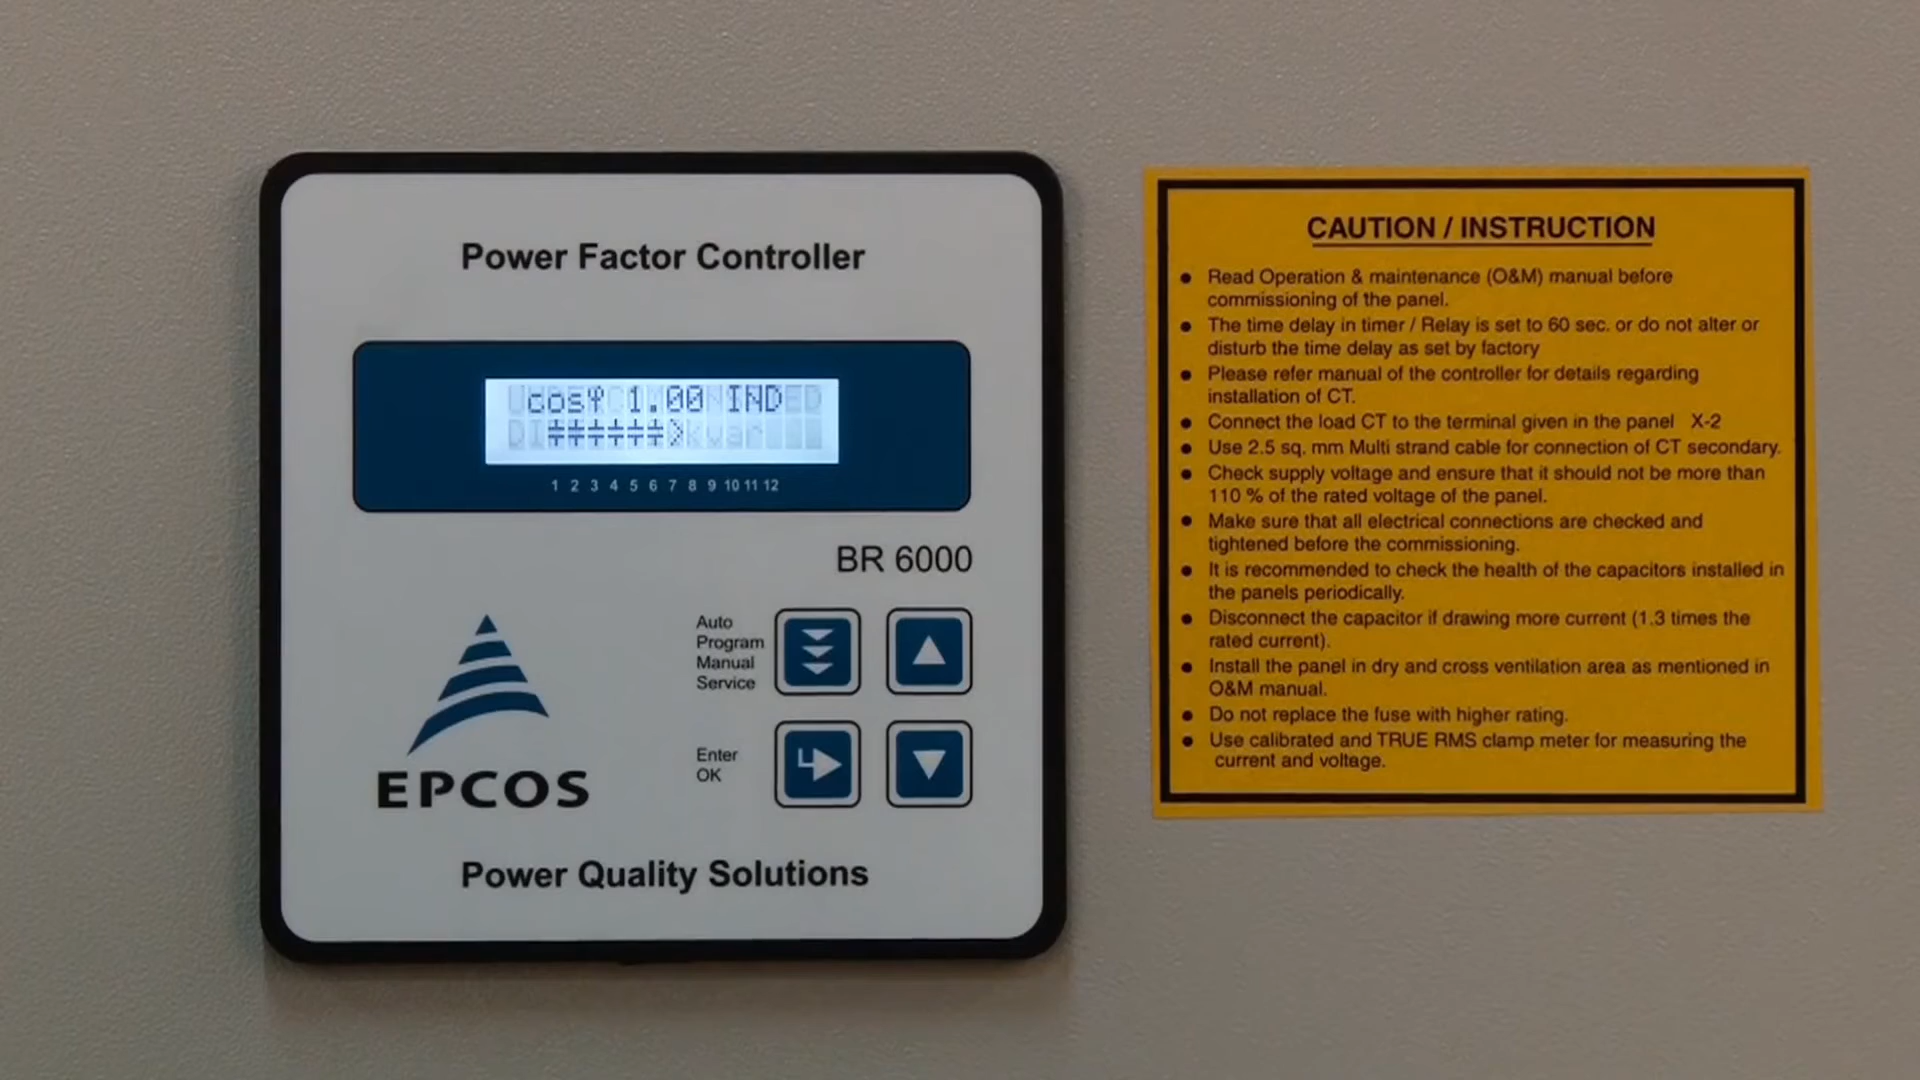 Power Factor Controller
cosφ 1.00 IND
1 2 3 4 5 6 7 8 9 10 11 12
BR 6000
Auto
Program
Manual
Service
Enter
OK
EPCOS
Power Quality Solutions
CAUTION / INSTRUCTION
● Read Operation & maintenance (O&M) manual before
commissioning of the panel.
● The time delay in timer / Relay is set to 60 sec. or do not alter or
disturb the time delay as set by factory
● Please refer manual of the controller for details regarding
installation of CT.
● Connect the load CT to the terminal given in the panel X-2
● Use 2.5 sq. mm Multi strand cable for connection of CT secondary.
● Check supply voltage and ensure that it should not be more than
110 % of the rated voltage of the panel.
● Make sure that all electrical connections are checked and
tightened before the commissioning.
● It is recommended to check the health of the capacitors installed in
the panels periodically.
● Disconnect the capacitor if drawing more current (1.3 times the
rated current).
● Install the panel in dry and cross ventilation area as mentioned in
O&M manual.
● Do not replace the fuse with higher rating.
● Use calibrated and TRUE RMS clamp meter for measuring the
current and voltage.